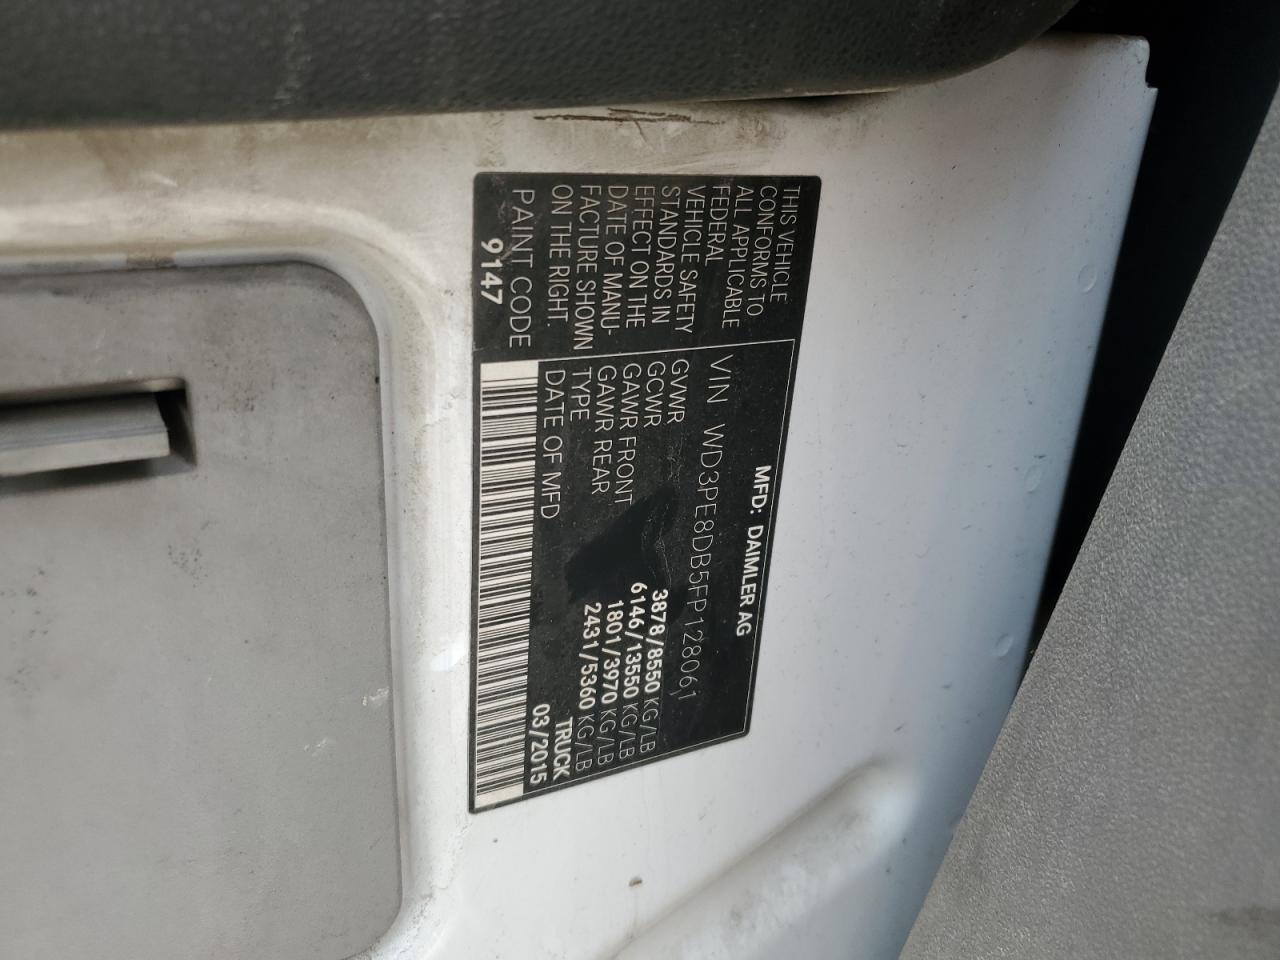 MFD: DAIMLER AG
VIN WD3PE8DB5FP128061
GVWR 3878/8550 KG/LB
GCWR 6146/13550 KG/LB
GAWR FRONT 1801/3970 KG/LB
GAWR REAR 2431/5360 KG/LB
TYPE TRUCK
DATE OF MFD 03/2015
THIS VEHICLE
CONFORMS TO
ALL APPLICABLE
FEDERAL
VEHICLE SAFETY
STANDARDS IN
EFFECT ON THE
DATE OF MANU-
FACTURE SHOWN
ON THE RIGHT.
PAINT CODE
9147